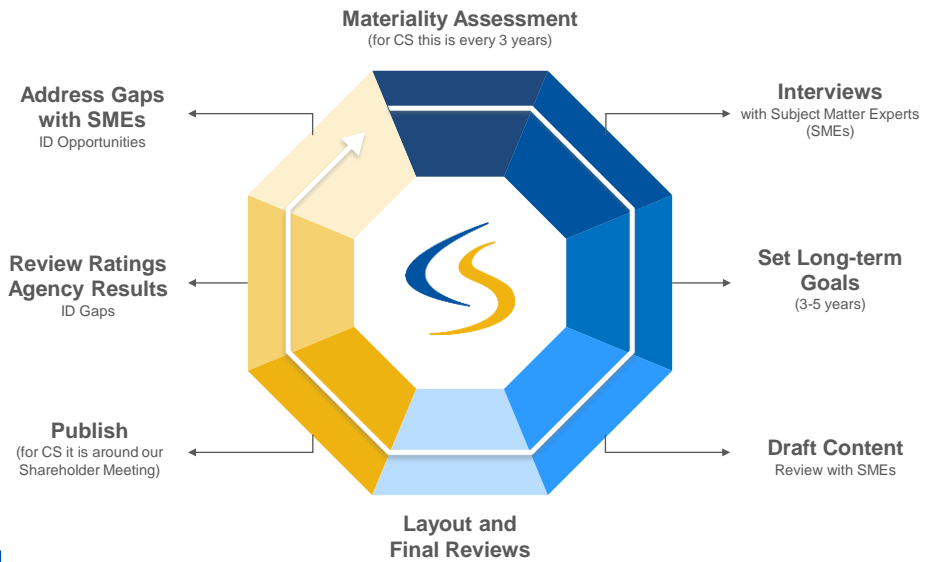 Materiality Assessment
(for CS this is every 3 years)
Interviews
with Subject Matter Experts
(SMEs)
Set Long-term
Goals
(3-5 years)
Draft Content
Review with SMEs
Layout and
Final Reviews
Publish
(for CS it is around our
Shareholder Meeting)
Review Ratings
Agency Results
ID Gaps
Address Gaps
with SMEs
ID Opportunities